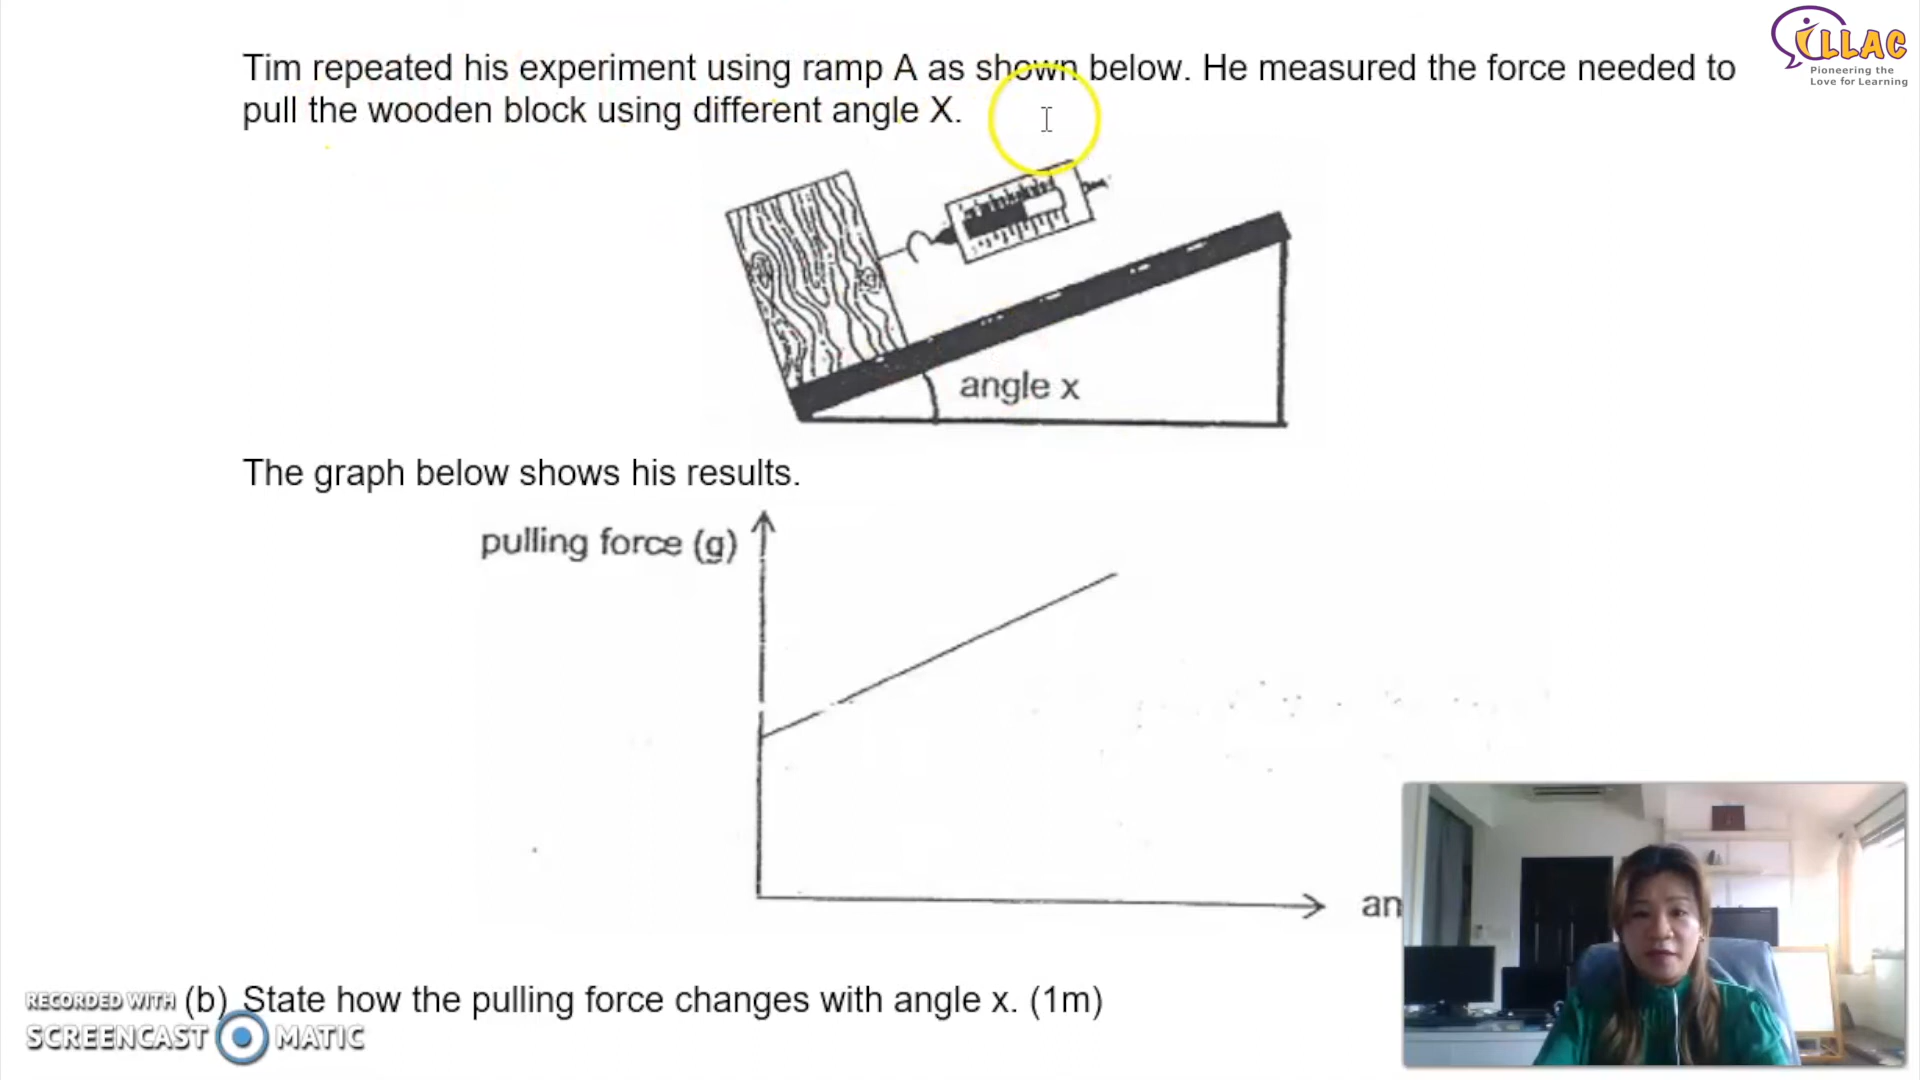 iLLAC
Pioneering the
Love for Learning
Tim repeated his experiment using ramp A as shown below. He measured the force needed to
pull the wooden block using different angle X.
angle x
The graph below shows his results.
pulling force (g)
an
(b) State how the pulling force changes with angle x. (1m)
RECORDED WITH
SCREENCAST MATIC